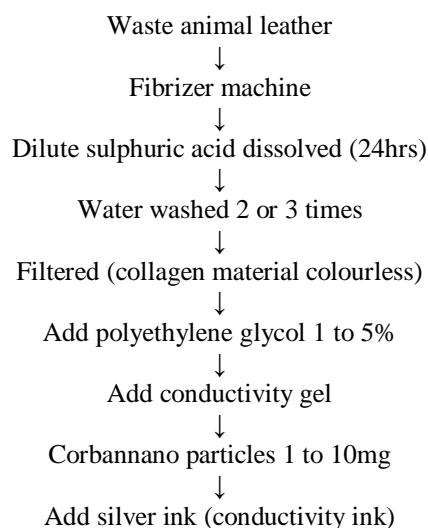 Waste animal leather
↓
Fibrizer machine
↓
Dilute sulphuric acid dissolved (24hrs)
↓
Water washed 2 or 3 times
↓
Filtered (collagen material colourless)
↓
Add polyethylene glycol 1 to 5%
↓
Add conductivity gel
↓
Corbannano particles 1 to 10mg
↓
Add silver ink (conductivity ink)